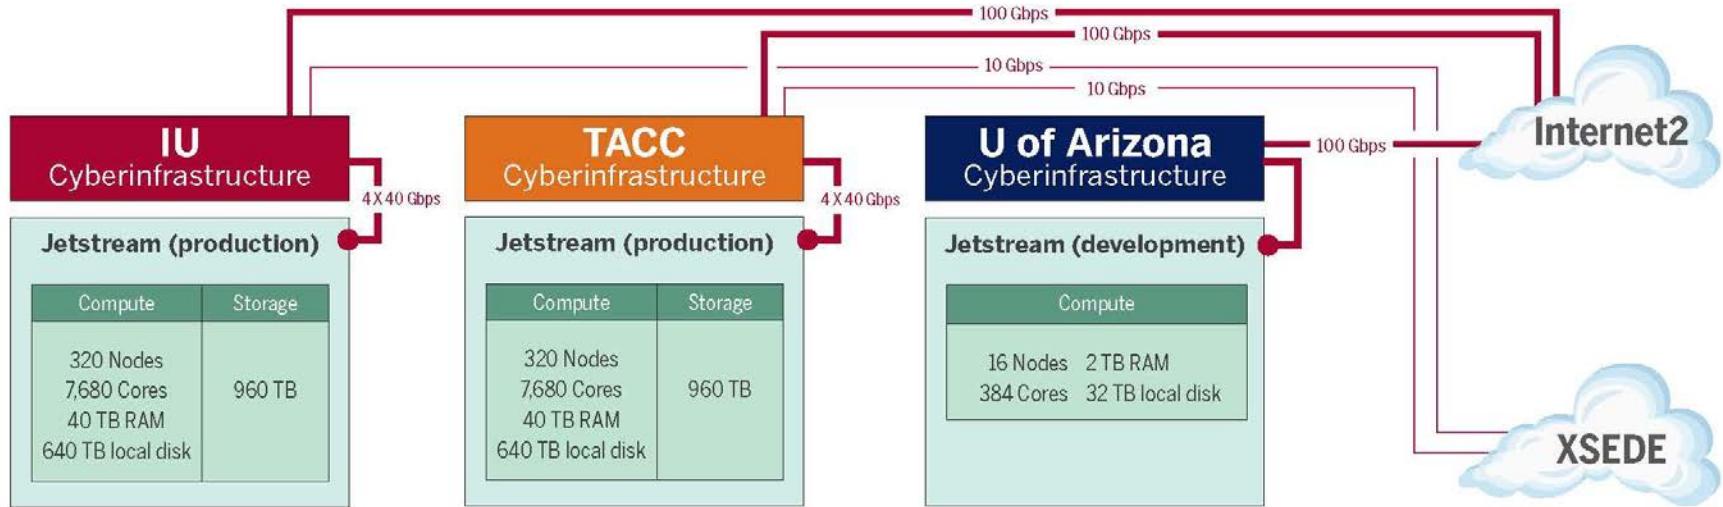 100 Gbps
100 Gbps
10 Gbps
10 Gbps
IU
Cyberinfrastructure
4 X 40 Gbps
Jetstream (production)
Compute Storage
320 Nodes
7,680 Cores 960 TB
40 TB RAM
640 TB local disk
TACC
Cyberinfrastructure
4 X 40 Gbps
Jetstream (production)
Compute Storage
320 Nodes
7,680 Cores 960 TB
40 TB RAM
640 TB local disk
U of Arizona
Cyberinfrastructure
100 Gbps
Jetstream (development)
Compute
16 Nodes 2 TB RAM
384 Cores 32 TB local disk
Internet2
XSEDE